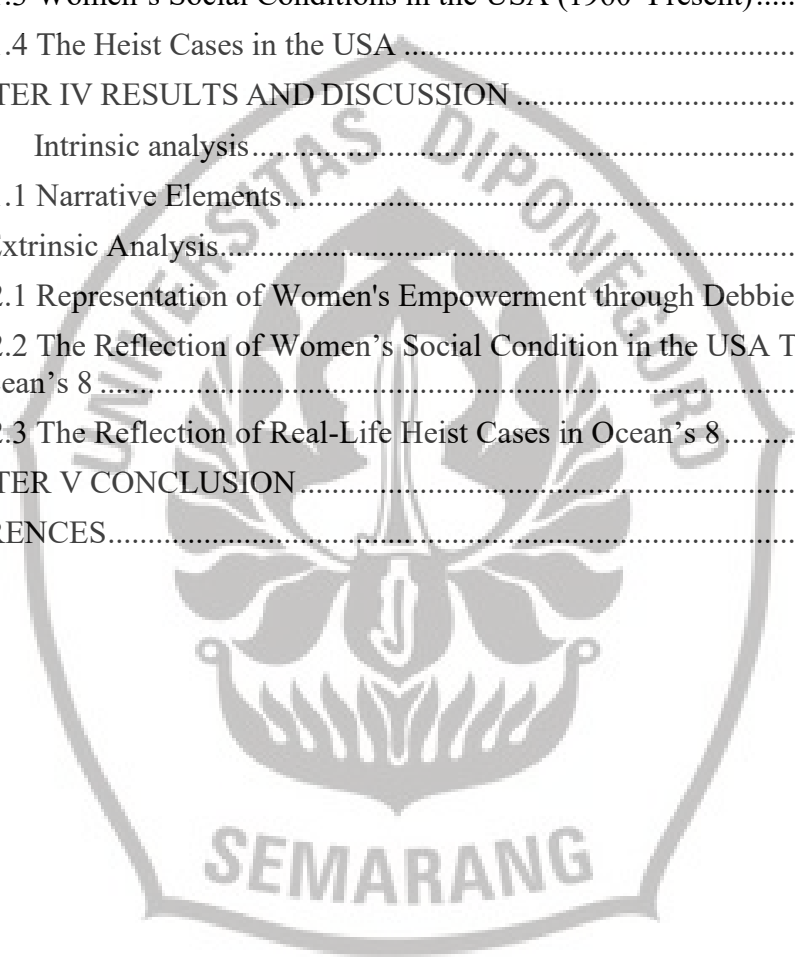 .3 Women's Social Conditions in the USA (1960–Present).....
.4 The Heist Cases in the USA ..........................................
TER IV RESULTS AND DISCUSSION ...............................
Intrinsic analysis..........................................................
.1 Narrative Elements.........................................................
Extrinsic Analysis................................................................
2.1 Representation of Women's Empowerment through Debbie
2.2 The Reflection of Women's Social Condition in the USA T
ean's 8 ................................................................................
2.3 The Reflection of Real-Life Heist Cases in Ocean's 8.........
TER V CONCLUSION .......................................................
RENCES................................................................................
UNIVERSITAS DIPONEGORO
SEMARANG